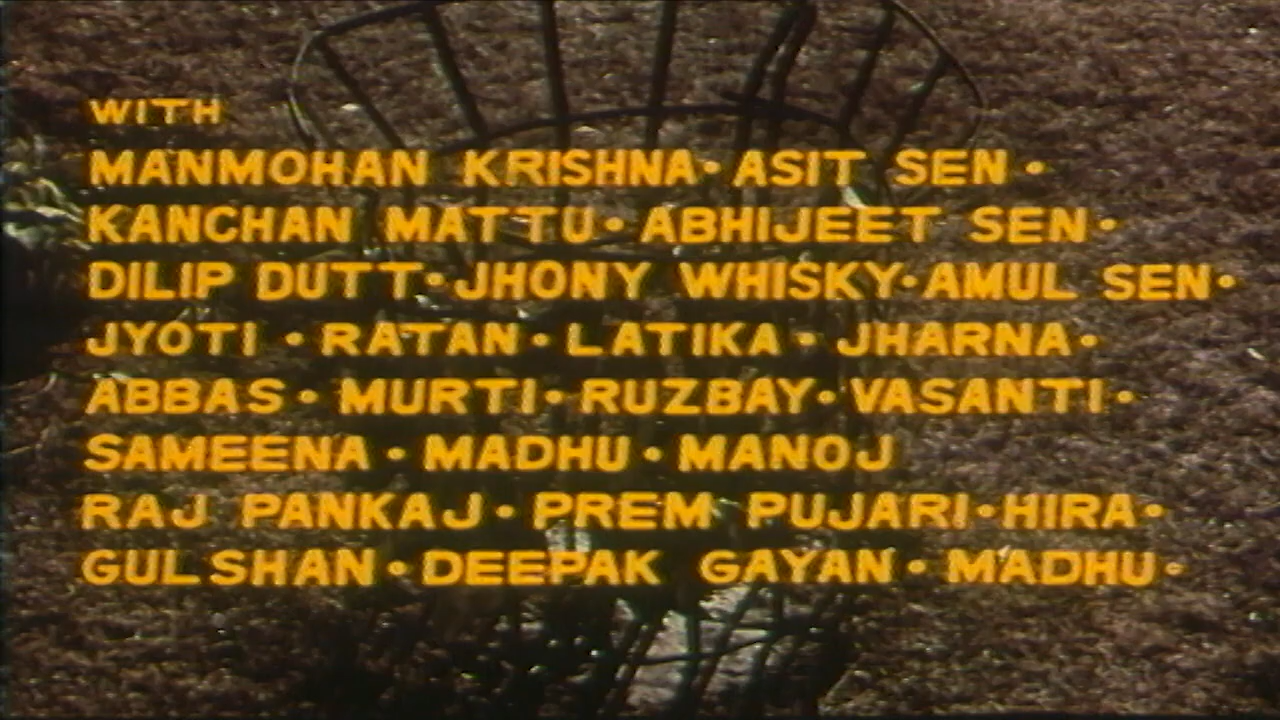 WITH
MANMOHAN KRISHNA• ASIT SEN •
KANCHAN MATTU• ABHIJEET SEN•
DILIP DUTT• JHONY WHISKY• AMUL SEN•
JYOTI • RATAN • LATIKA • JHARNA•
ABBAS • MURTI• RUZBAY• VASANTI •
SAMEENA • MADHU • MANOJ
RAJ PANKAJ • PREM PUJARI • HIRA•
GULSHAN • DEEPAK GAYAN • MADHU•